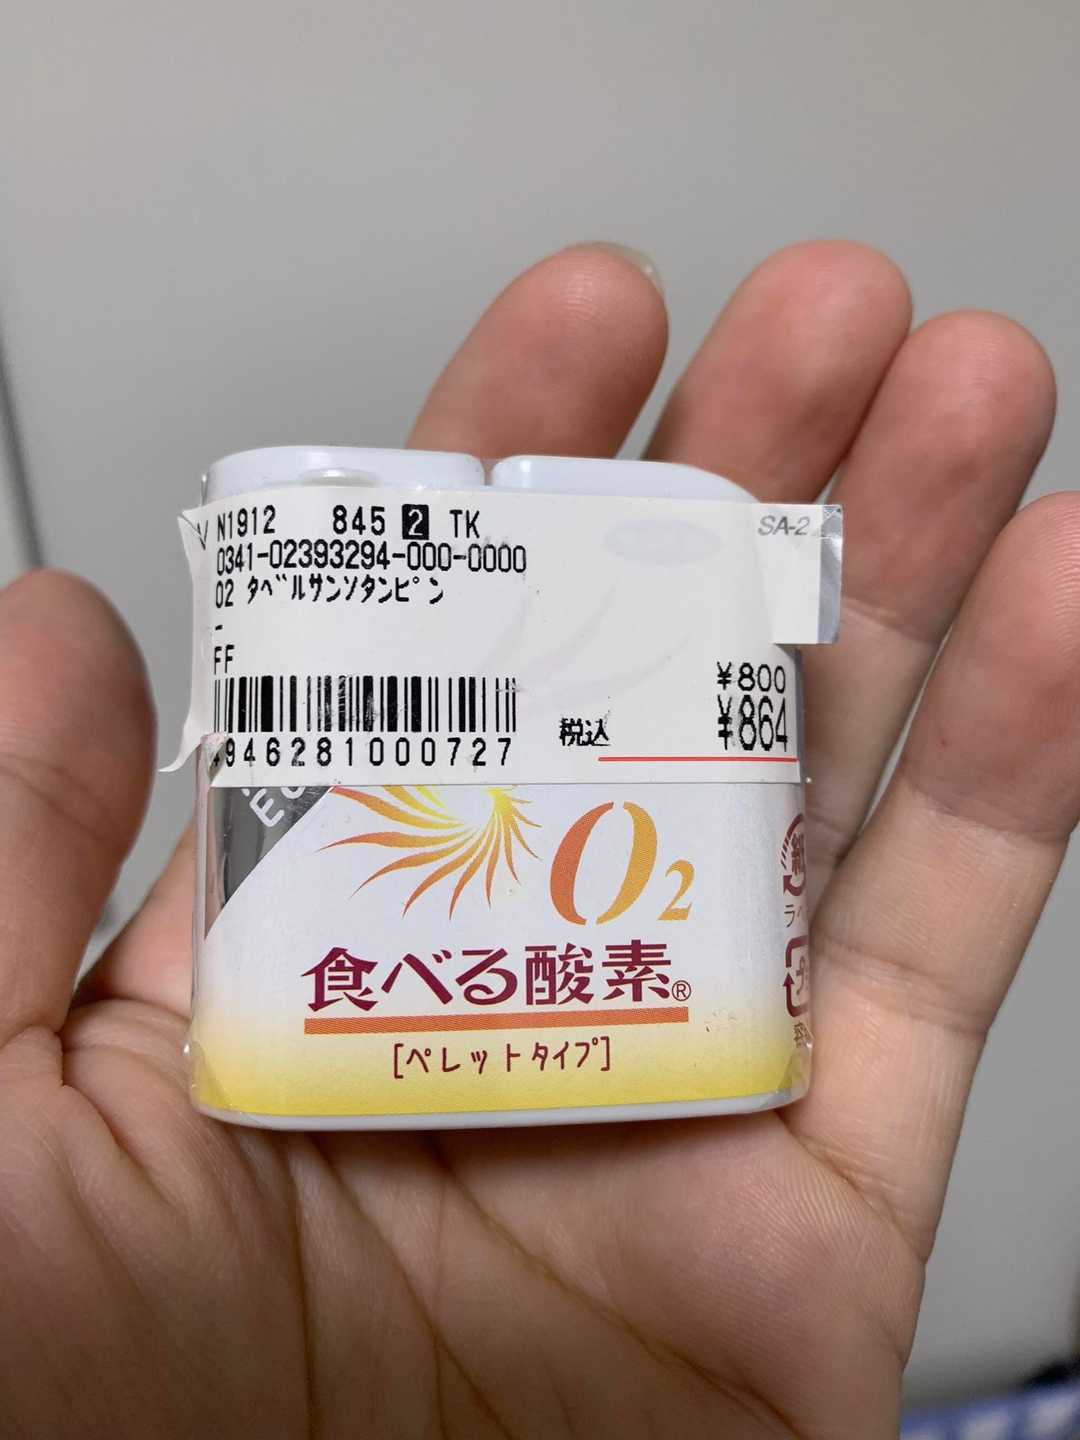 N1912 845 2 TK
SA-2
0341-02393294-000-0000
O2 タベルサンソタンピン
-
FF
¥800
税込 ¥864
4946281000727
O2
食べる酸素®
[ペレットタイプ]